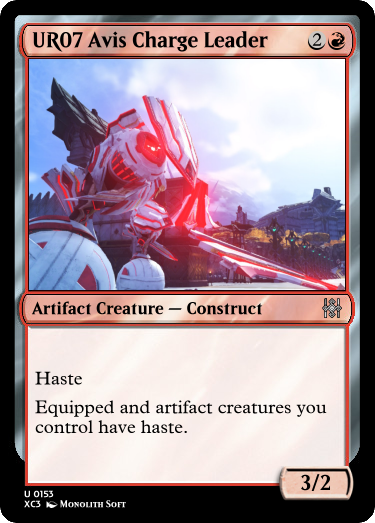 UR07 Avis Charge Leader 2
Artifact Creature — Construct
Haste
Equipped and artifact creatures you
control have haste.
3/2
U 0153
XC3 Monolith Soft